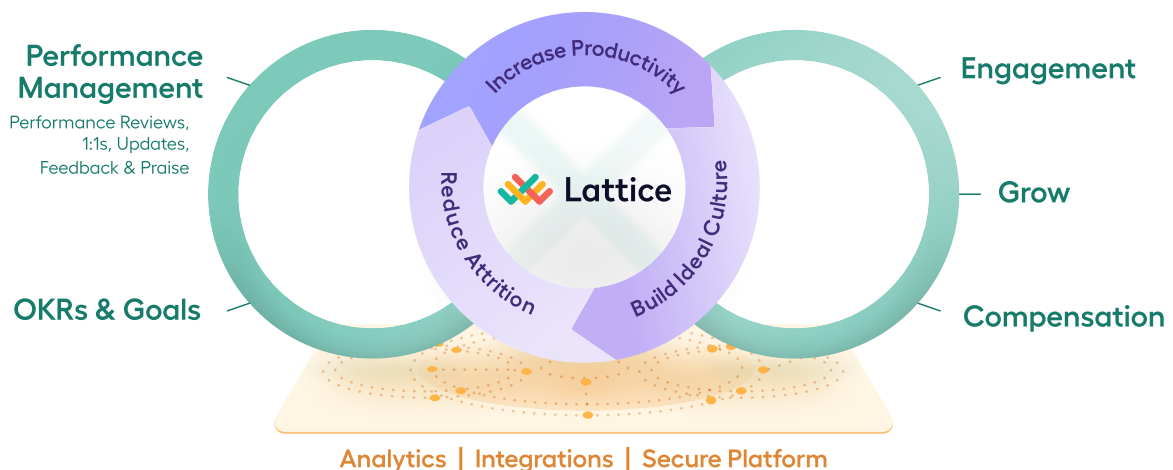 Performance
Management
Performance Reviews,
1:1s, Updates,
Feedback & Praise
OKRs & Goals
Increase Productivity
Build Ideal Culture
Reduce Attrition
Lattice
Engagement
Grow
Compensation
Analytics | Integrations | Secure Platform